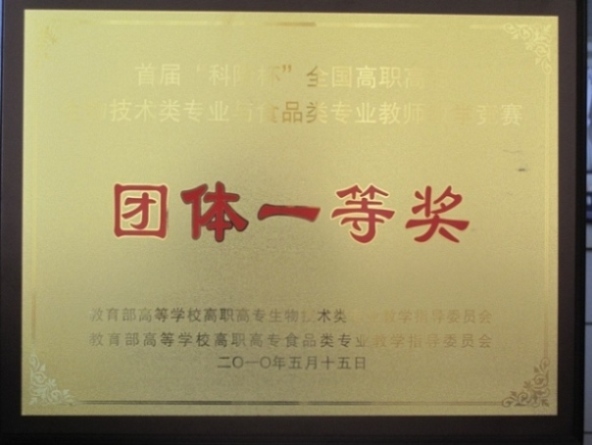 首届“科 杯”全国高职高
技术类专业与食品类专业教师 竞赛
团体一等奖
教育部高等学校高职高专生物技术类 教学指导委员会
教育部高等学校高职高专食品类专业教学指导委员会
二〇一〇年五月十五日